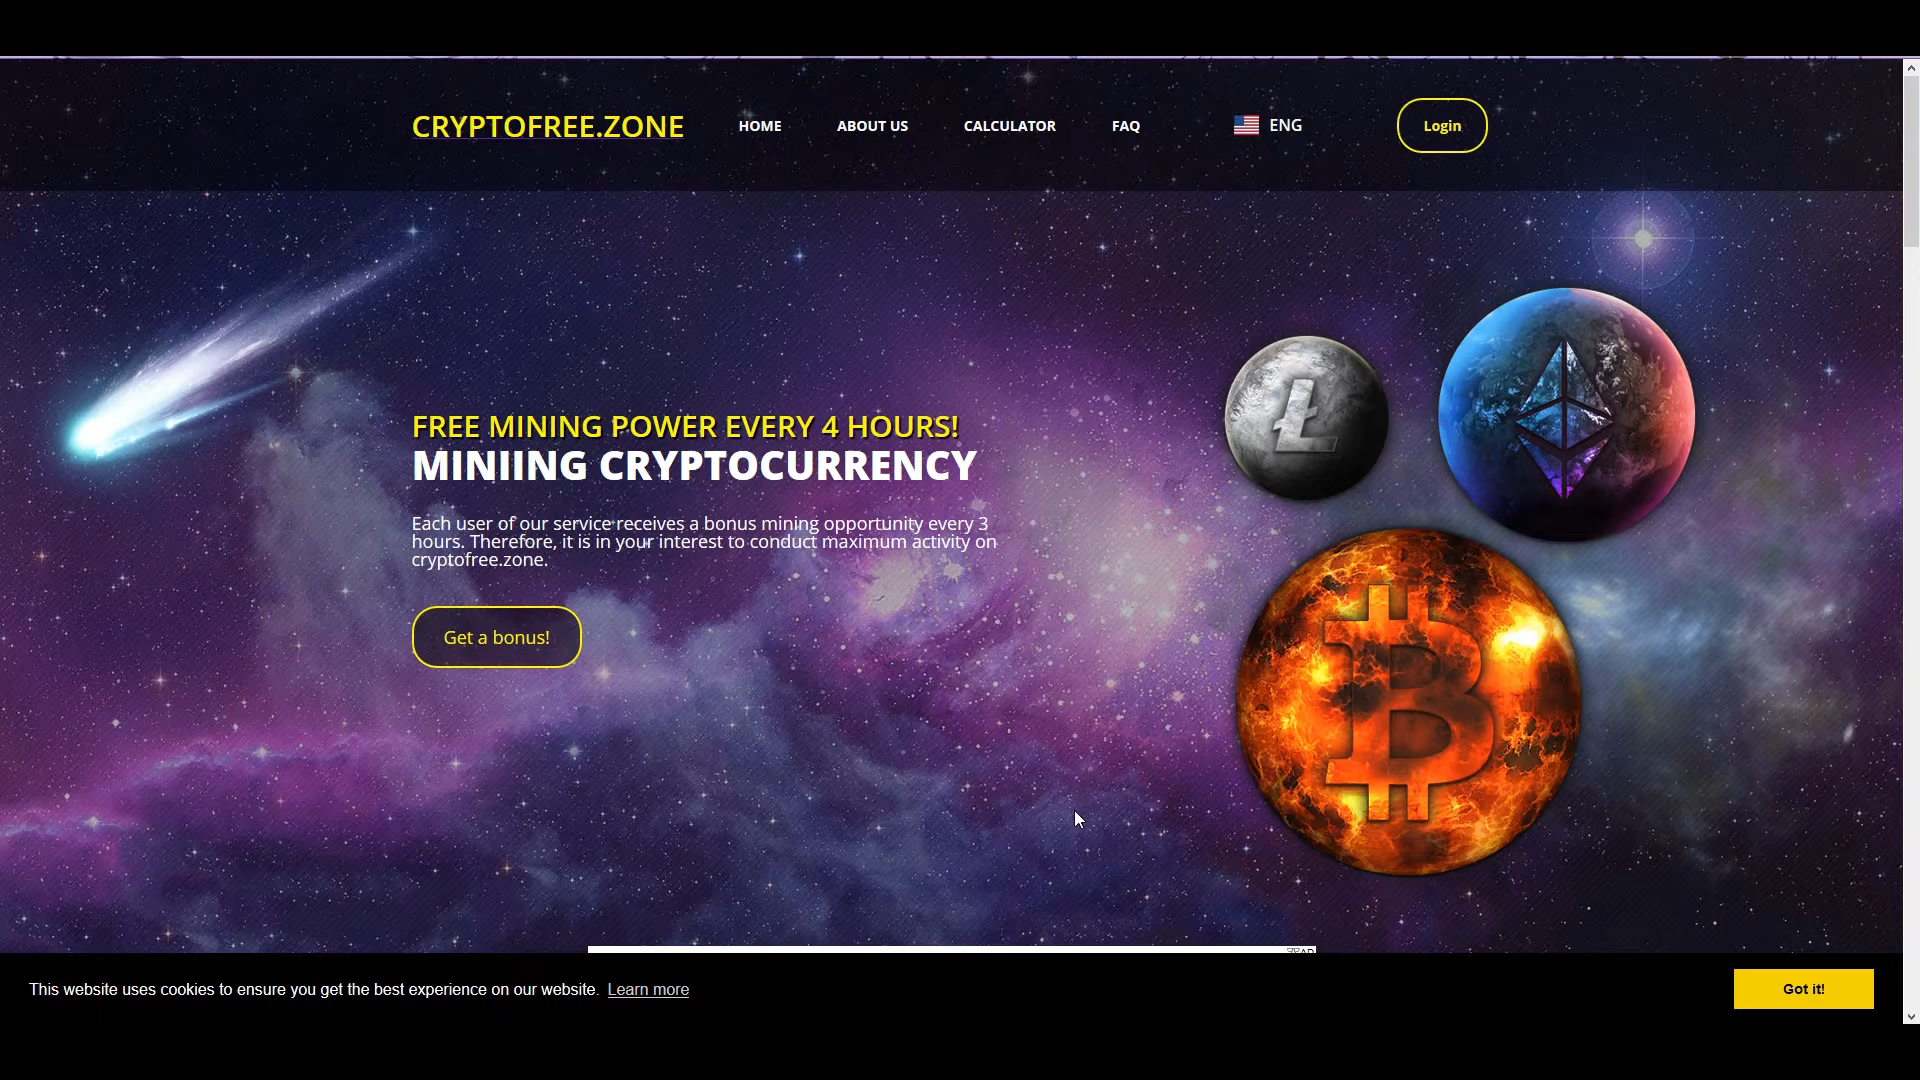 CRYPTOFREE.ZONE
HOME
ABOUT US
CALCULATOR
FAQ
ENG
Login
FREE MINING POWER EVERY 4 HOURS!
MINIING CRYPTOCURRENCY
Each user of our service receives a bonus mining opportunity every 3
hours. Therefore, it is in your interest to conduct maximum activity on
cryptofree.zone.
Get a bonus!
This website uses cookies to ensure you get the best experience on our website. Learn more
Got it!